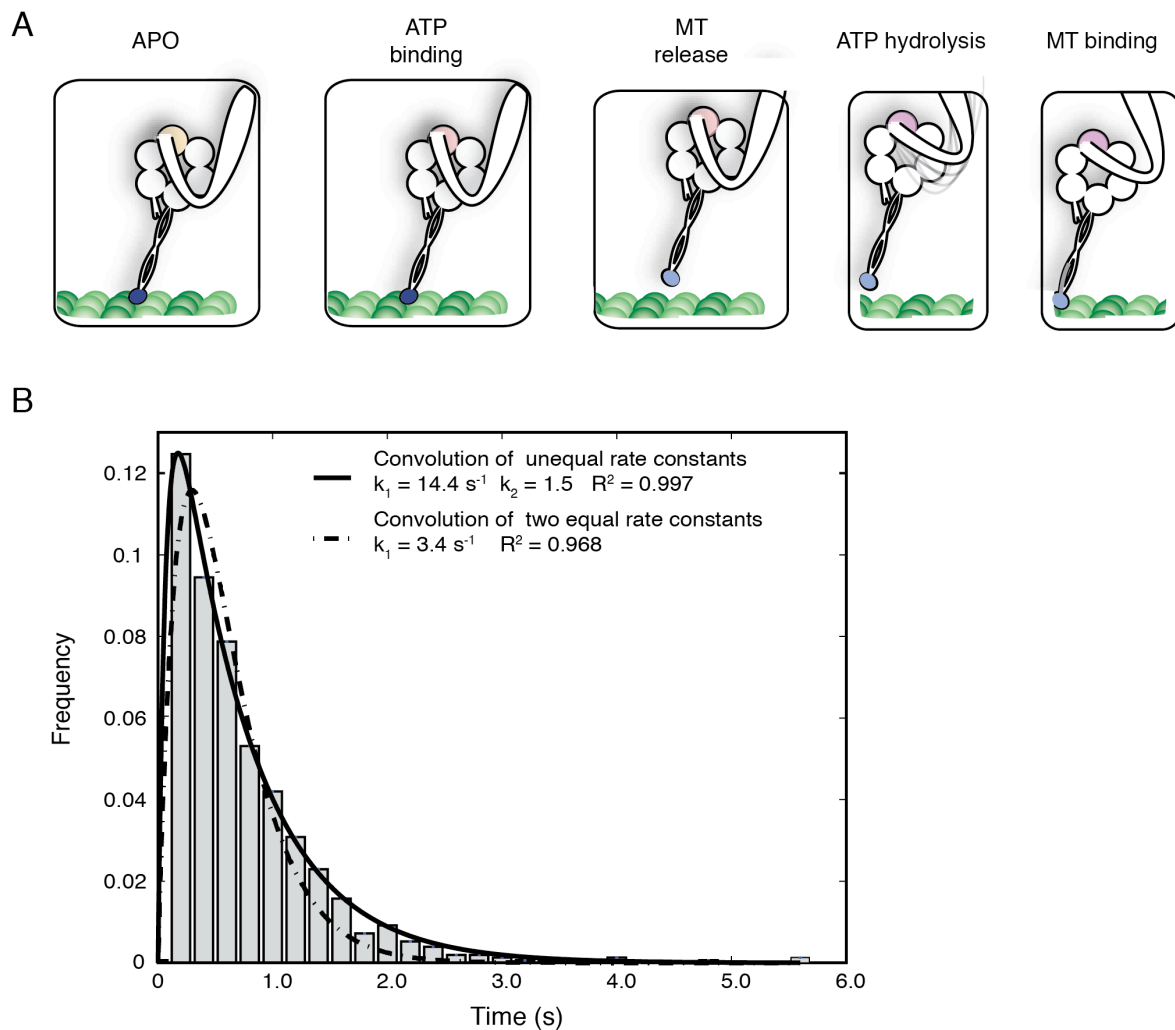 A
APO
ATP
binding
MT
release
ATP hydrolysis
MT binding
B
Convolution of unequal rate constants
k₁ = 14.4 s⁻¹ k₂ = 1.5 R² = 0.997
Convolution of two equal rate constants
k₁ = 3.4 s⁻¹ R² = 0.968
0.12
0.1
0.08
0.06
0.04
0.02
0
Frequency
0 1.0 2.0 3.0 4.0 5.0 6.0
Time (s)